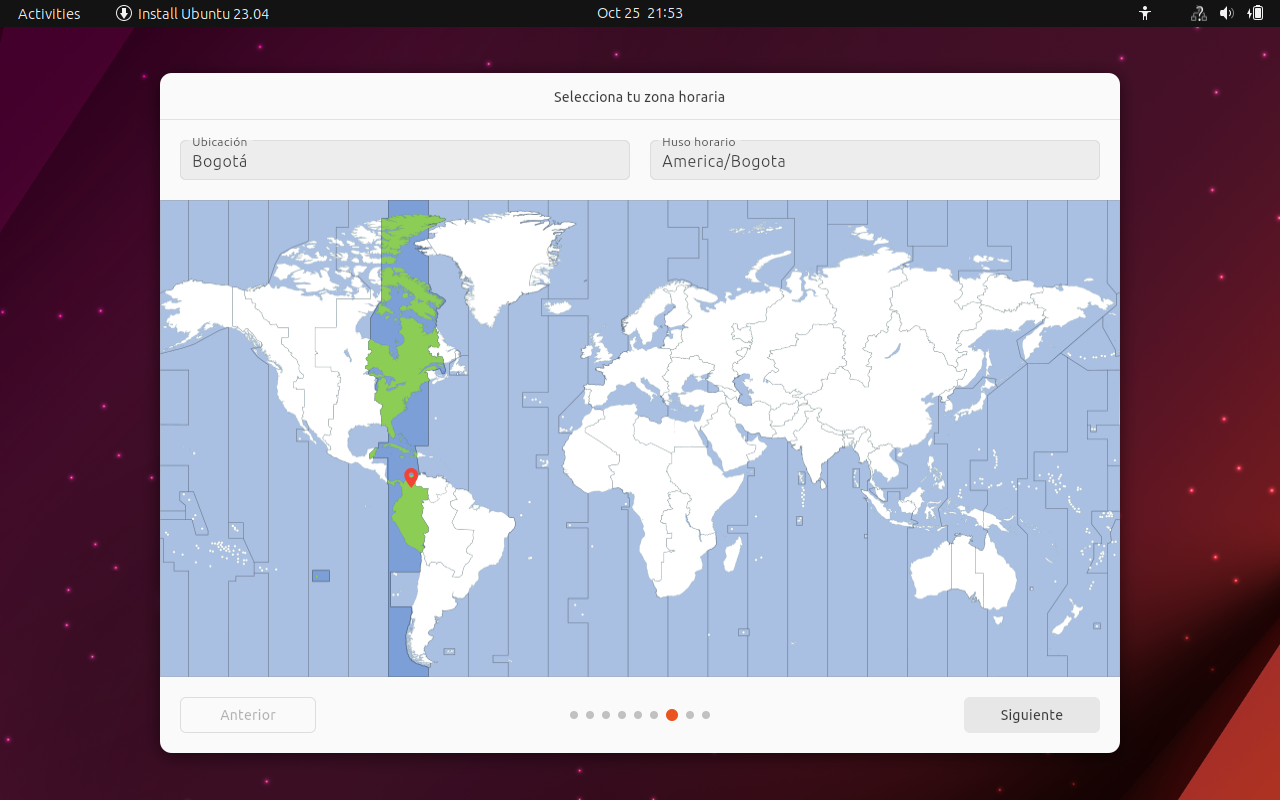 Activities
Install Ubuntu 23.04
Oct 25 21:53
Selecciona tu zona horaria
Ubicación
Bogotá
Huso horario
America/Bogota
Anterior
Siguiente